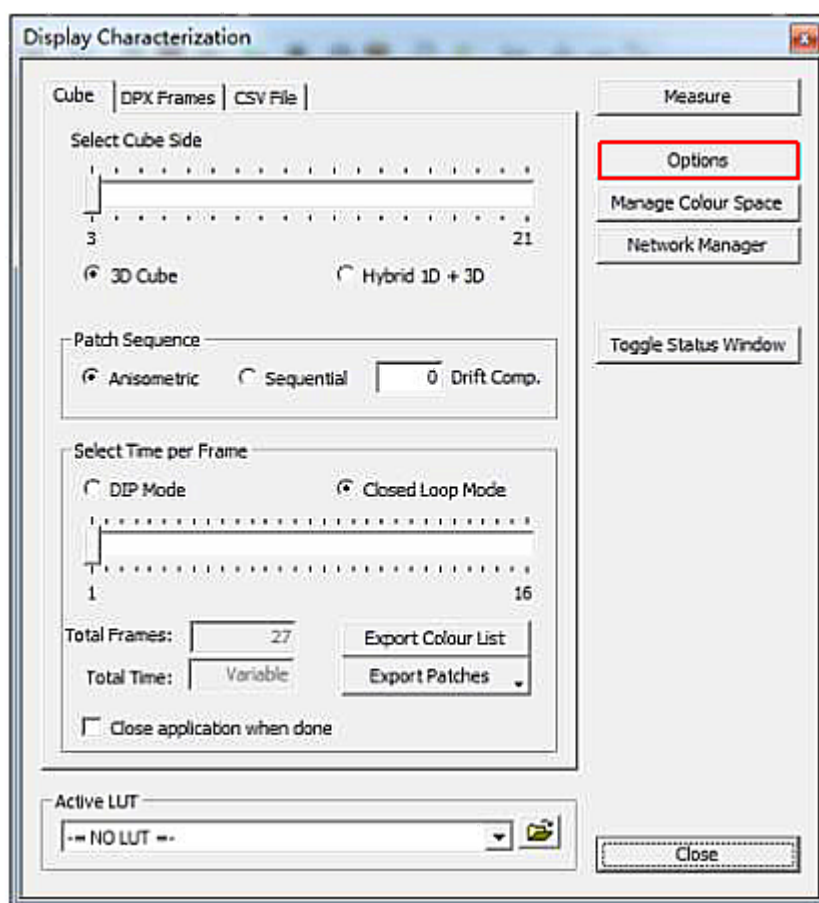 Display Characterization
Cube
DPX Frames
CSV File
Select Cube Side
3
21
3D Cube
Hybrid 1D + 3D
Patch Sequence
Anisometric
Sequential
0
Drift Comp.
Select Time per Frame
DIP Mode
Closed Loop Mode
1
16
Total Frames:
27
Export Colour List
Total Time:
Variable
Export Patches
Close application when done
Active LUT
-= NO LUT =-
Measure
Options
Manage Colour Space
Network Manager
Toggle Status Window
Close